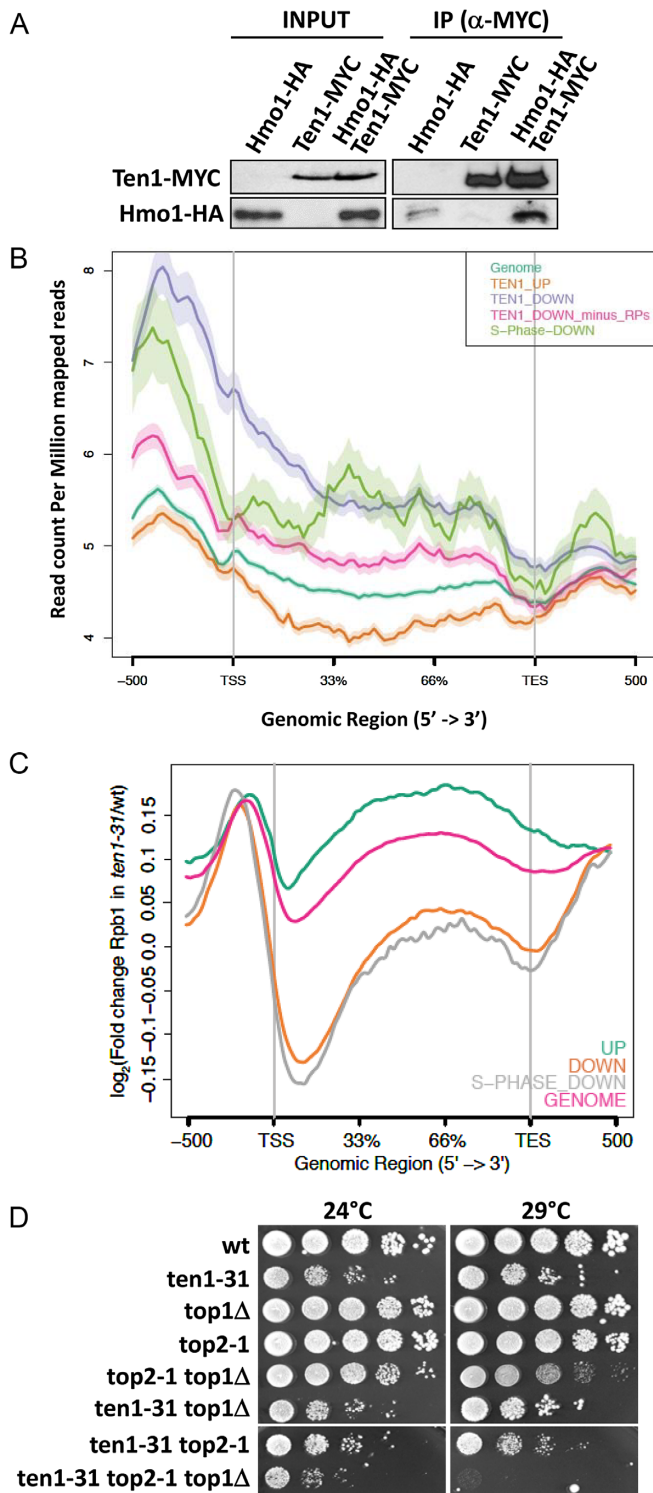 A
INPUT
IP (α-MYC)
Hmo1-HA
Ten1-MYC
Hmo1-HA
Ten1-MYC
Hmo1-HA
Ten1-MYC
Hmo1-HA
Ten1-MYC
Ten1-MYC
Hmo1-HA
B
Read count Per Million mapped reads
8
7
6
5
4
Genome
TEN1_UP
TEN1_DOWN
TEN1_DOWN_minus_RPs
S-Phase-DOWN
-500
TSS
33%
66%
TES
500
Genomic Region (5' -> 3')
C
log2(Fold change Rpb1 in ten1-31/wt)
0.15
0.1
0.05
0.0
-0.05
-0.1
-0.15
UP
DOWN
S-PHASE_DOWN
GENOME
-500
TSS
33%
66%
TES
500
Genomic Region (5' -> 3')
D
24°C
29°C
wt
ten1-31
top1Δ
top2-1
top2-1 top1Δ
ten1-31 top1Δ
ten1-31 top2-1
ten1-31 top2-1 top1Δ